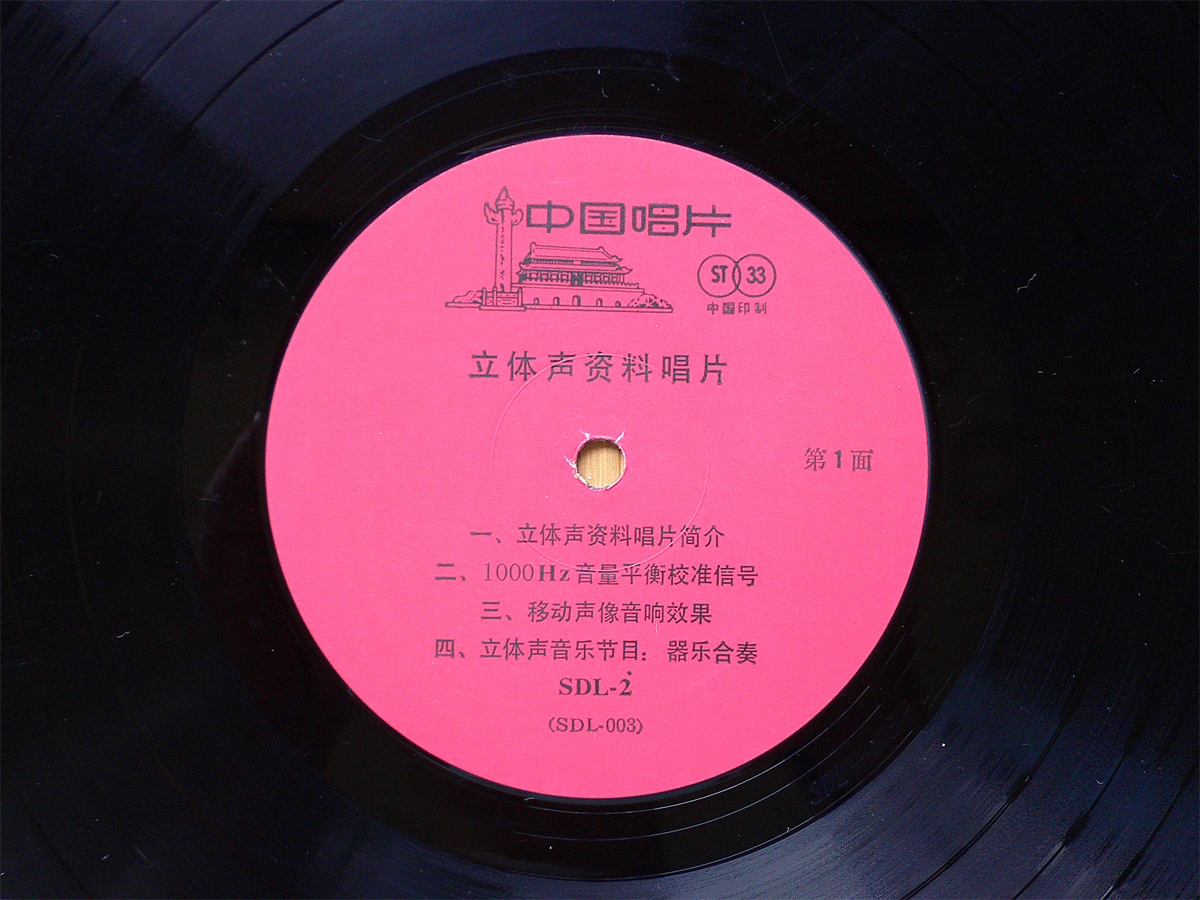 中国唱片
ST 33
中国印制
立体声资料唱片
第1面
一、立体声资料唱片简介
二、1000Hz音量平衡校准信号
三、移动声像音响效果
四、立体声音乐节目：器乐合奏
SDL-2
(SDL-003)